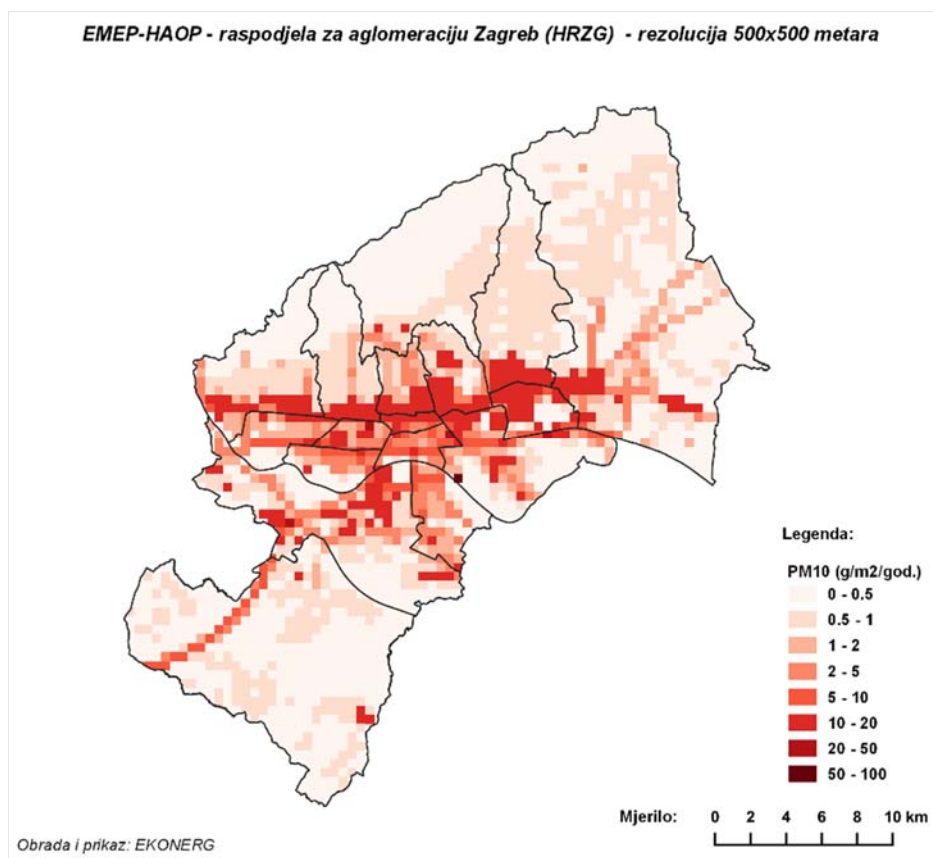 EMEP-HAOP - raspodjela za aglomeraciju Zagreb (HRZG) - rezolucija 500x500 metara
Legenda:
PM10 (g/m2/god.)
0 - 0.5
0.5 - 1
1 - 2
2 - 5
5 - 10
10 - 20
20 - 50
50 - 100
Mjerilo: 0 2 4 6 8 10 km
Obrada i prikaz: EKONERG